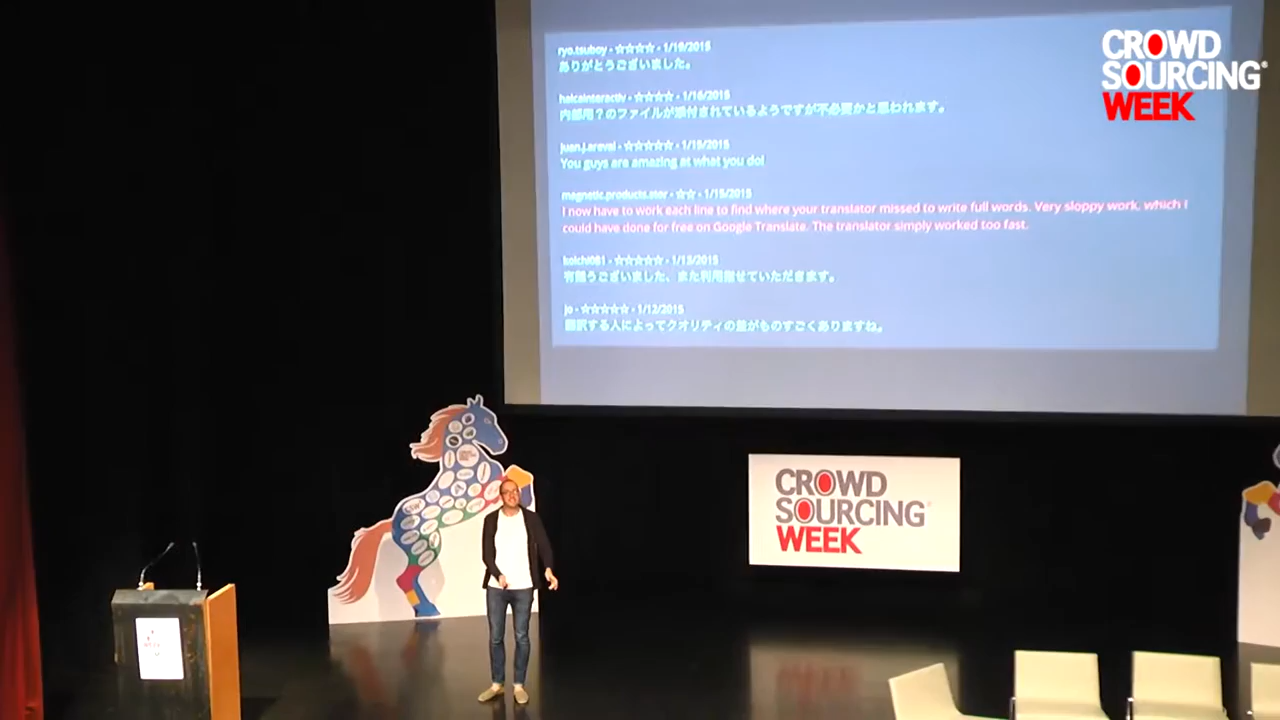 ryo.tsuboy - ☆☆☆☆ - 1/19/2015
ありがとうございました。
halcainteractiv - ☆☆☆☆ - 1/16/2015
内部用?のファイルが添付されているようですが不必要かと思われます。
juan.j.areval - ☆☆☆☆☆ - 1/15/2015
You guys are amazing at what you do!
magnetic.products.stor - ☆☆ - 1/15/2015
I now have to work each line to find where your translator missed to write full words. Very sloppy work, which I
could have done for free on Google Translate. The translator simply worked too fast.
koichi081 - ☆☆☆☆☆ - 1/13/2015
有難うございました、また利用させていただきます。
jo - ☆☆☆☆☆ - 1/12/2015
翻訳する人によってクオリティの差がものすごくありますね。
CROWD
SOURCING®
WEEK
CROWD
SOURCING®
WEEK